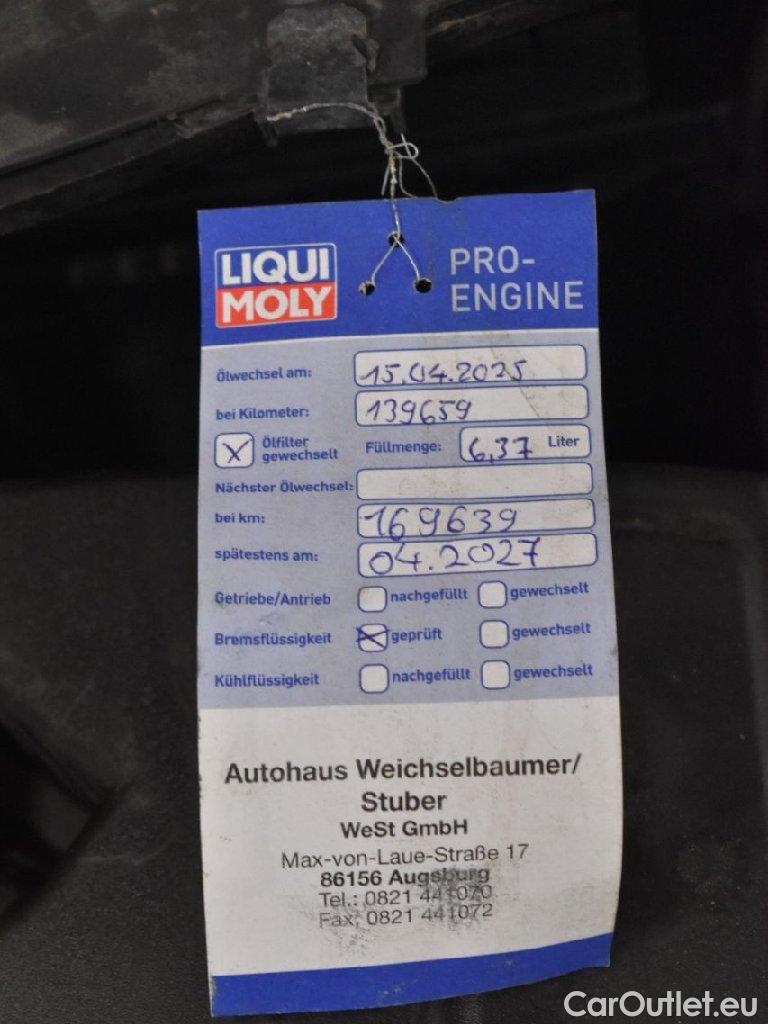 LIQUI
MOLY
PRO-
ENGINE
Ölwechsel am: 15.04.2025
bei Kilometer: 139659
X Ölfilter gewechselt Füllmenge: 6,37 Liter
Nächster Ölwechsel:
bei km: 169639
spätestens am: 04.2027
Getriebe/Antrieb nachgefüllt gewechselt
Bremsflüssigkeit X geprüft gewechselt
Kühlflüssigkeit nachgefüllt gewechselt
Autohaus Weichselbaumer/
Stuber
WeSt GmbH
Max-von-Laue-Straße 17
86156 Augsburg
Tel.: 0821 441070
Fax: 0821 441072
CarOutlet.eu